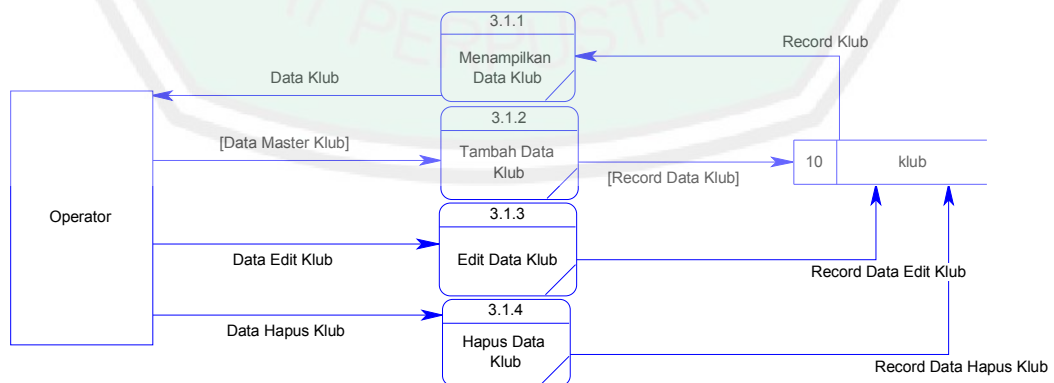 PERPUSTA
3.1.1
Menampilkan
Data Klub
Record Klub
Data Klub
3.1.2
Tambah Data
Klub
[Data Master Klub]
[Record Data Klub]
10
klub
Operator
3.1.3
Edit Data Klub
Data Edit Klub
Record Data Edit Klub
3.1.4
Hapus Data
Klub
Data Hapus Klub
Record Data Hapus Klub